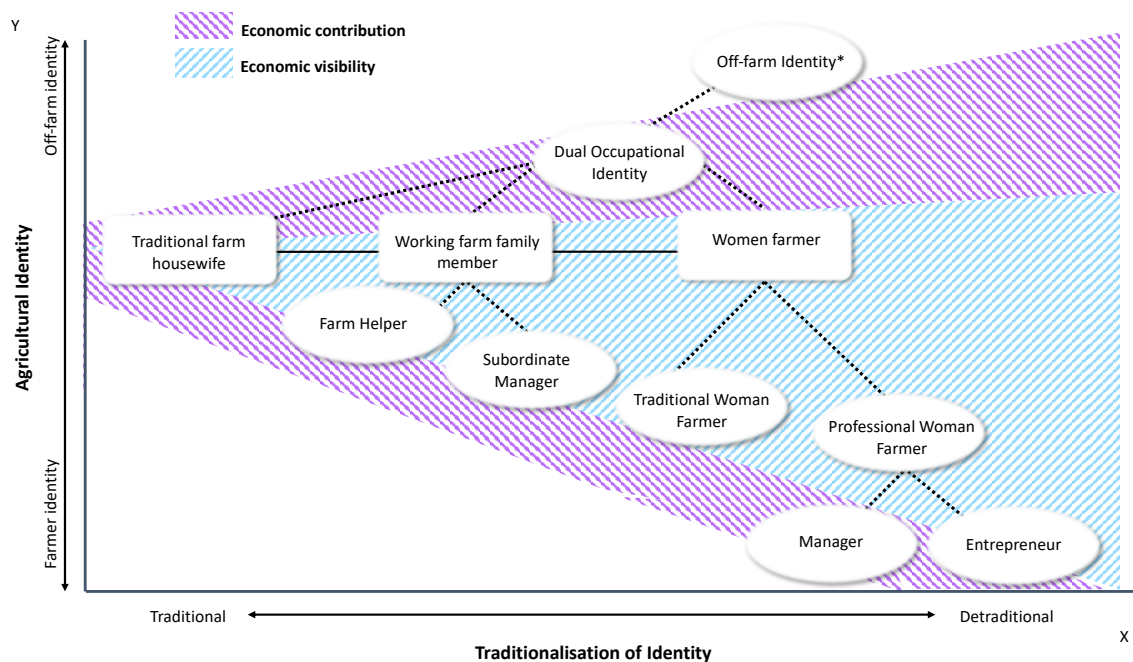 Y
Economic contribution
Economic visibility
Off-farm identity
Agricultural Identity
Farmer identity
Off-farm Identity*
Dual Occupational
Identity
Traditional farm
housewife
Working farm family
member
Women farmer
Farm Helper
Subordinate
Manager
Traditional Woman
Farmer
Professional Woman
Farmer
Manager
Entrepreneur
Traditional
Detraditional
X
Traditionalisation of Identity